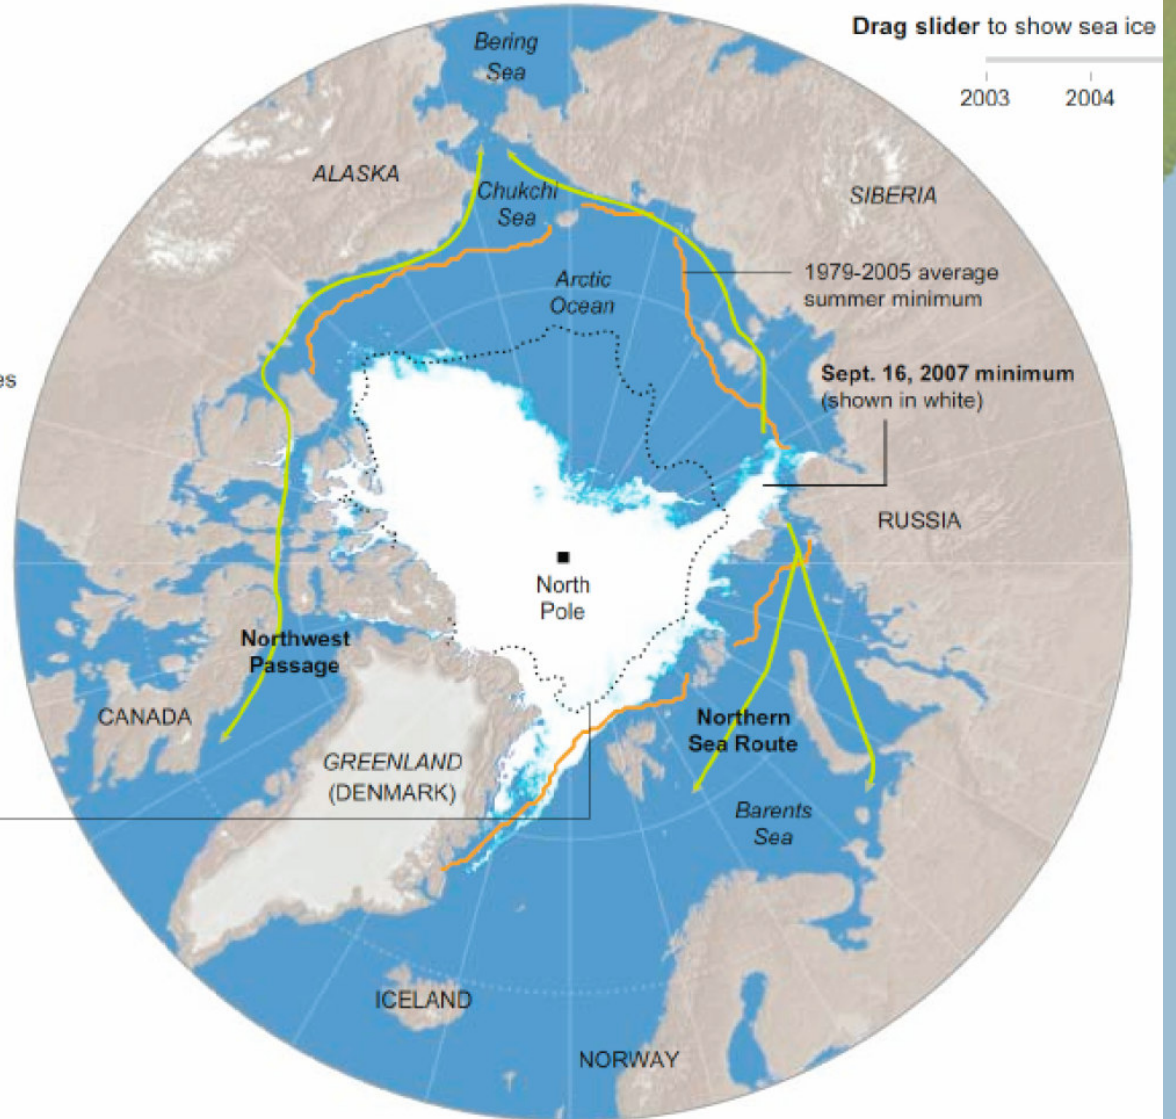 Drag slider to show sea ice
2003 2004
Bering
Sea
ALASKA
Chukchi
Sea
SIBERIA
Arctic
Ocean
1979-2005 average
summer minimum
es
Sept. 16, 2007 minimum
(shown in white)
RUSSIA
North
Pole
Northwest
Passage
CANADA
Northern
Sea Route
GREENLAND
(DENMARK)
Barents
Sea
ICELAND
NORWAY